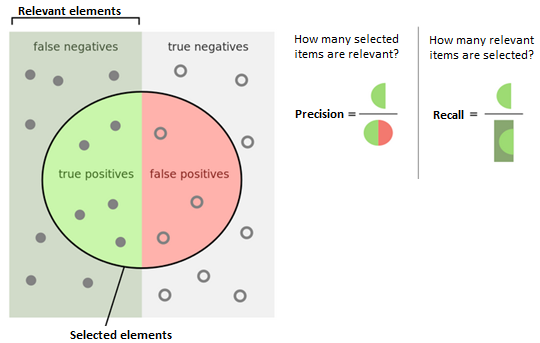 Relevant elements
false negatives
true negatives
true positives
false positives
Selected elements
How many selected
items are relevant?
Precision =
How many relevant
items are selected?
Recall =